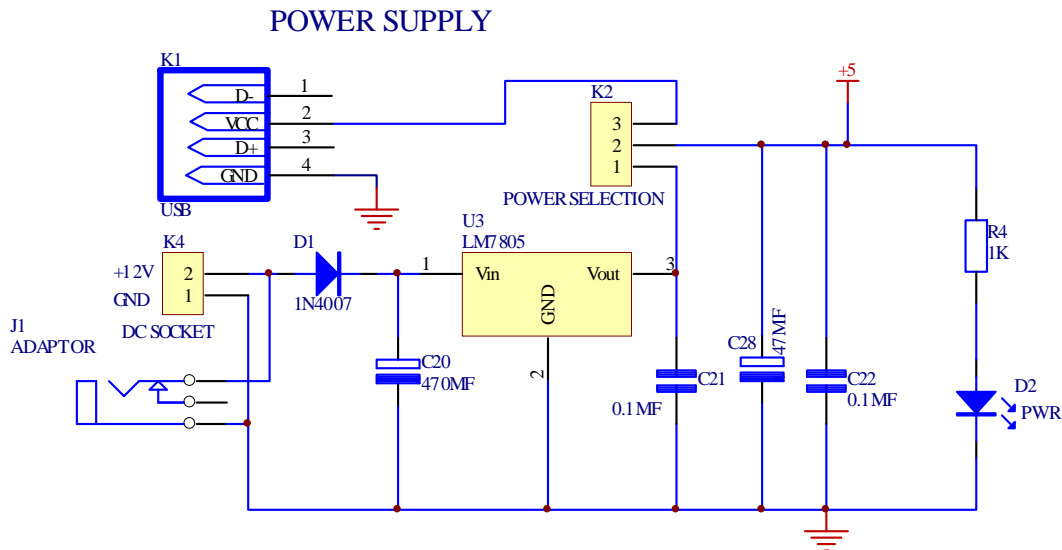 POWER SUPPLY
K1
D- 1
VCC 2
D+ 3
GND 4
USB
K2
3
2
1
POWER SELECTION
+5
K4
+12V 2
GND 1
DC SOCKET
J1
ADAPTOR
D1
1N4007
U3
LM7805
1 Vin Vout 3
GND
2
C20
470MF
C21
0.1MF
C28
47MF
C22
0.1MF
R4
1K
D2
PWR